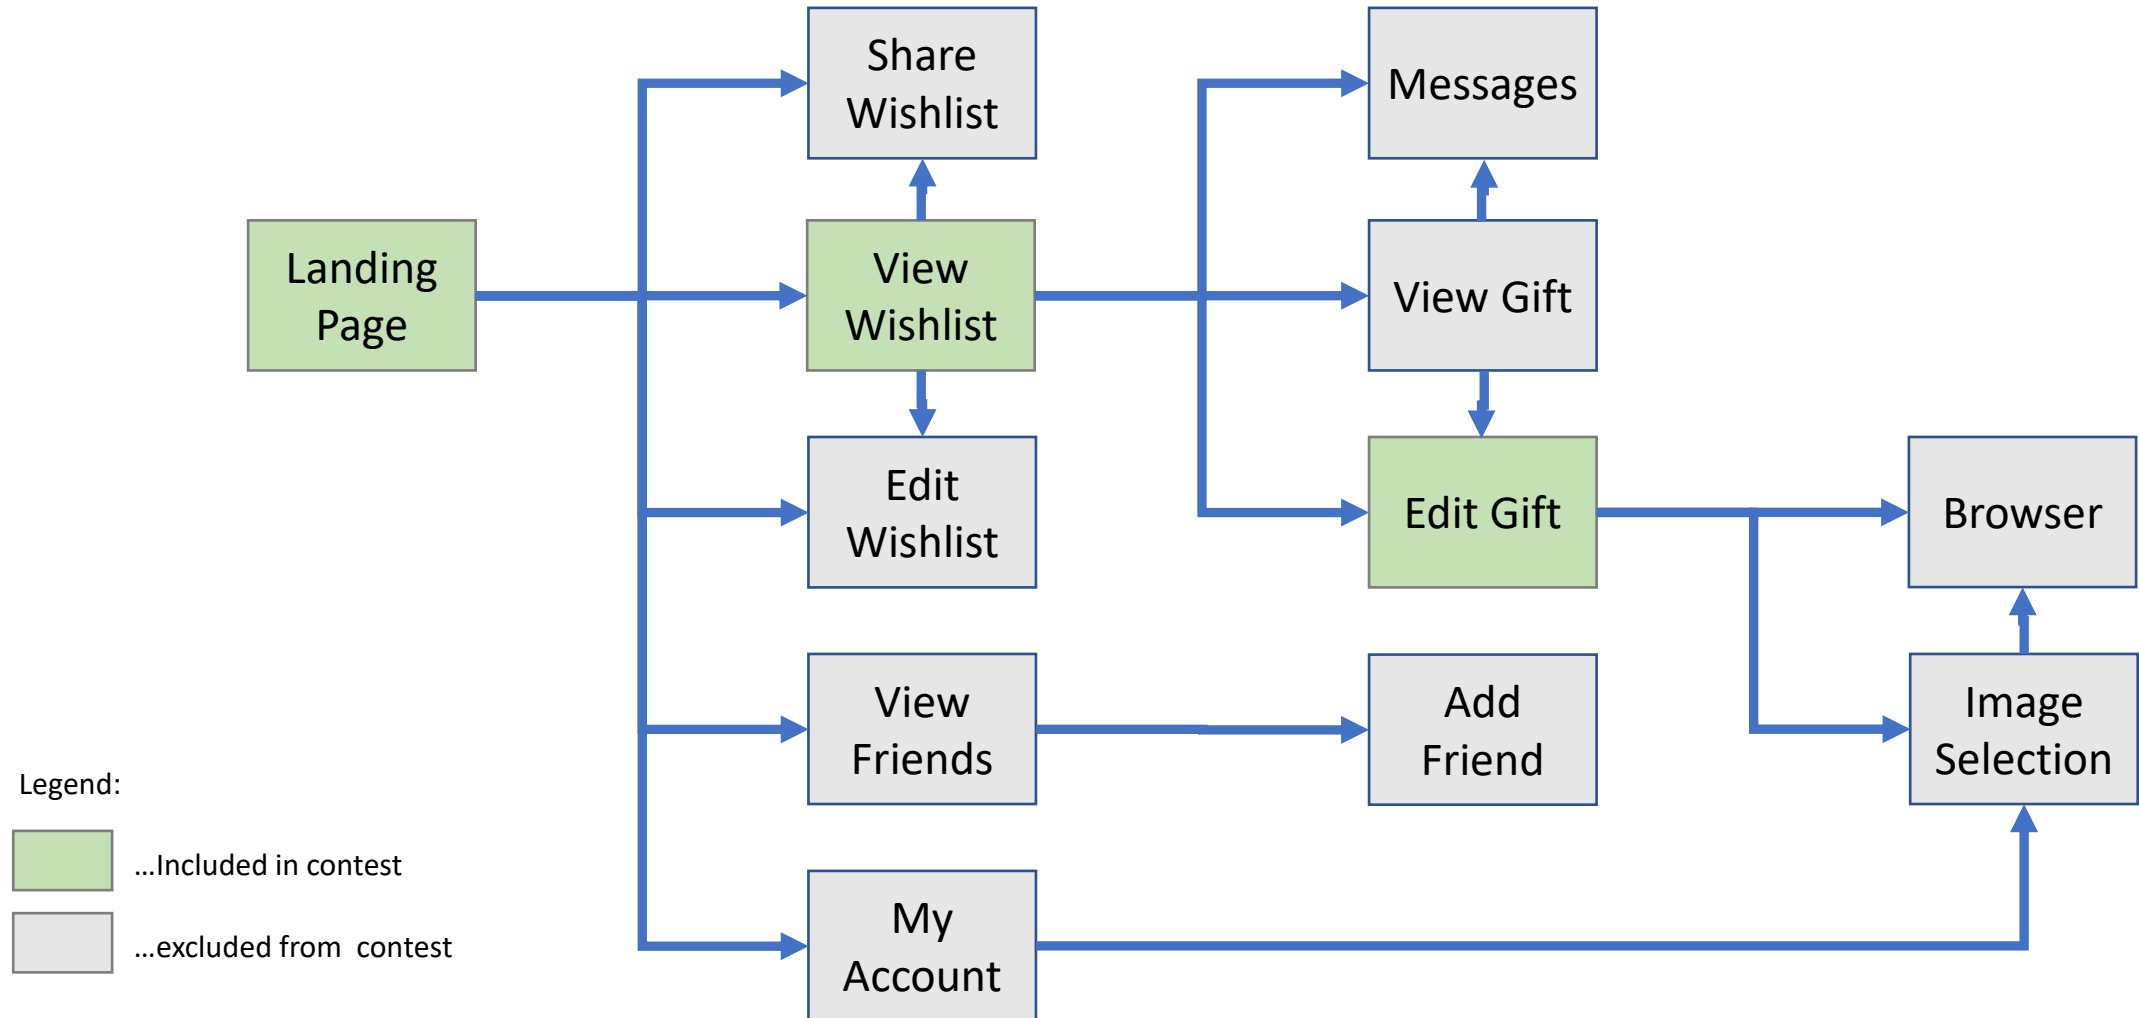 Share
Wishlist
Messages
Landing
Page
View
Wishlist
View Gift
Edit
Wishlist
Edit Gift
Browser
View
Friends
Add
Friend
Image
Selection
My
Account
Legend:
...Included in contest
...excluded from  contest